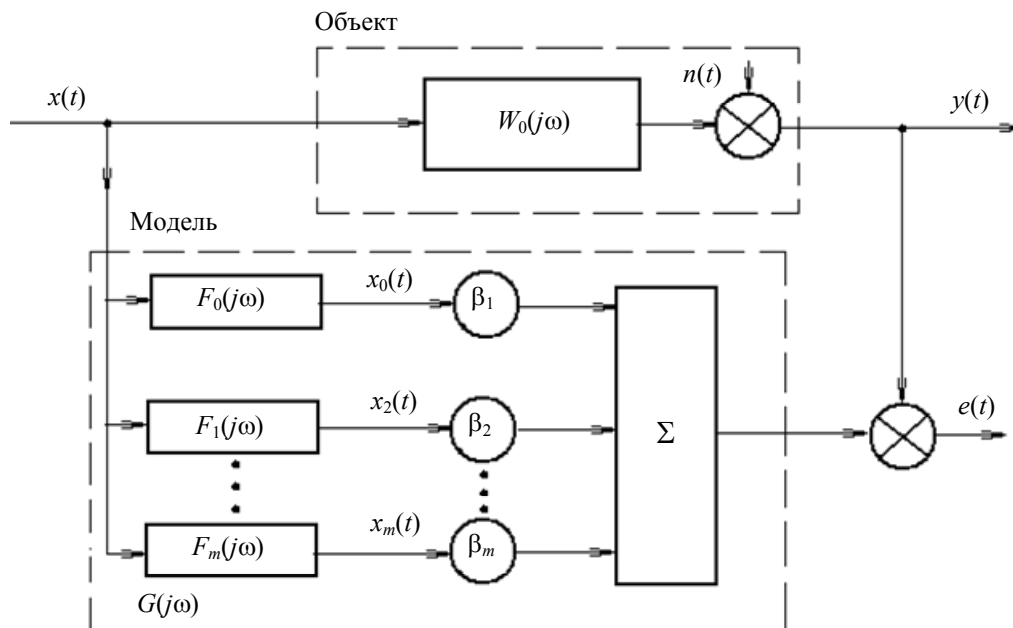 Объект
x(t)
W₀(jω)
n(t)
y(t)
Модель
F₀(jω)
x₀(t)
β₁
F₁(jω)
x₂(t)
β₂
Σ
e(t)
Fₘ(jω)
xₘ(t)
βₘ
G(jω)